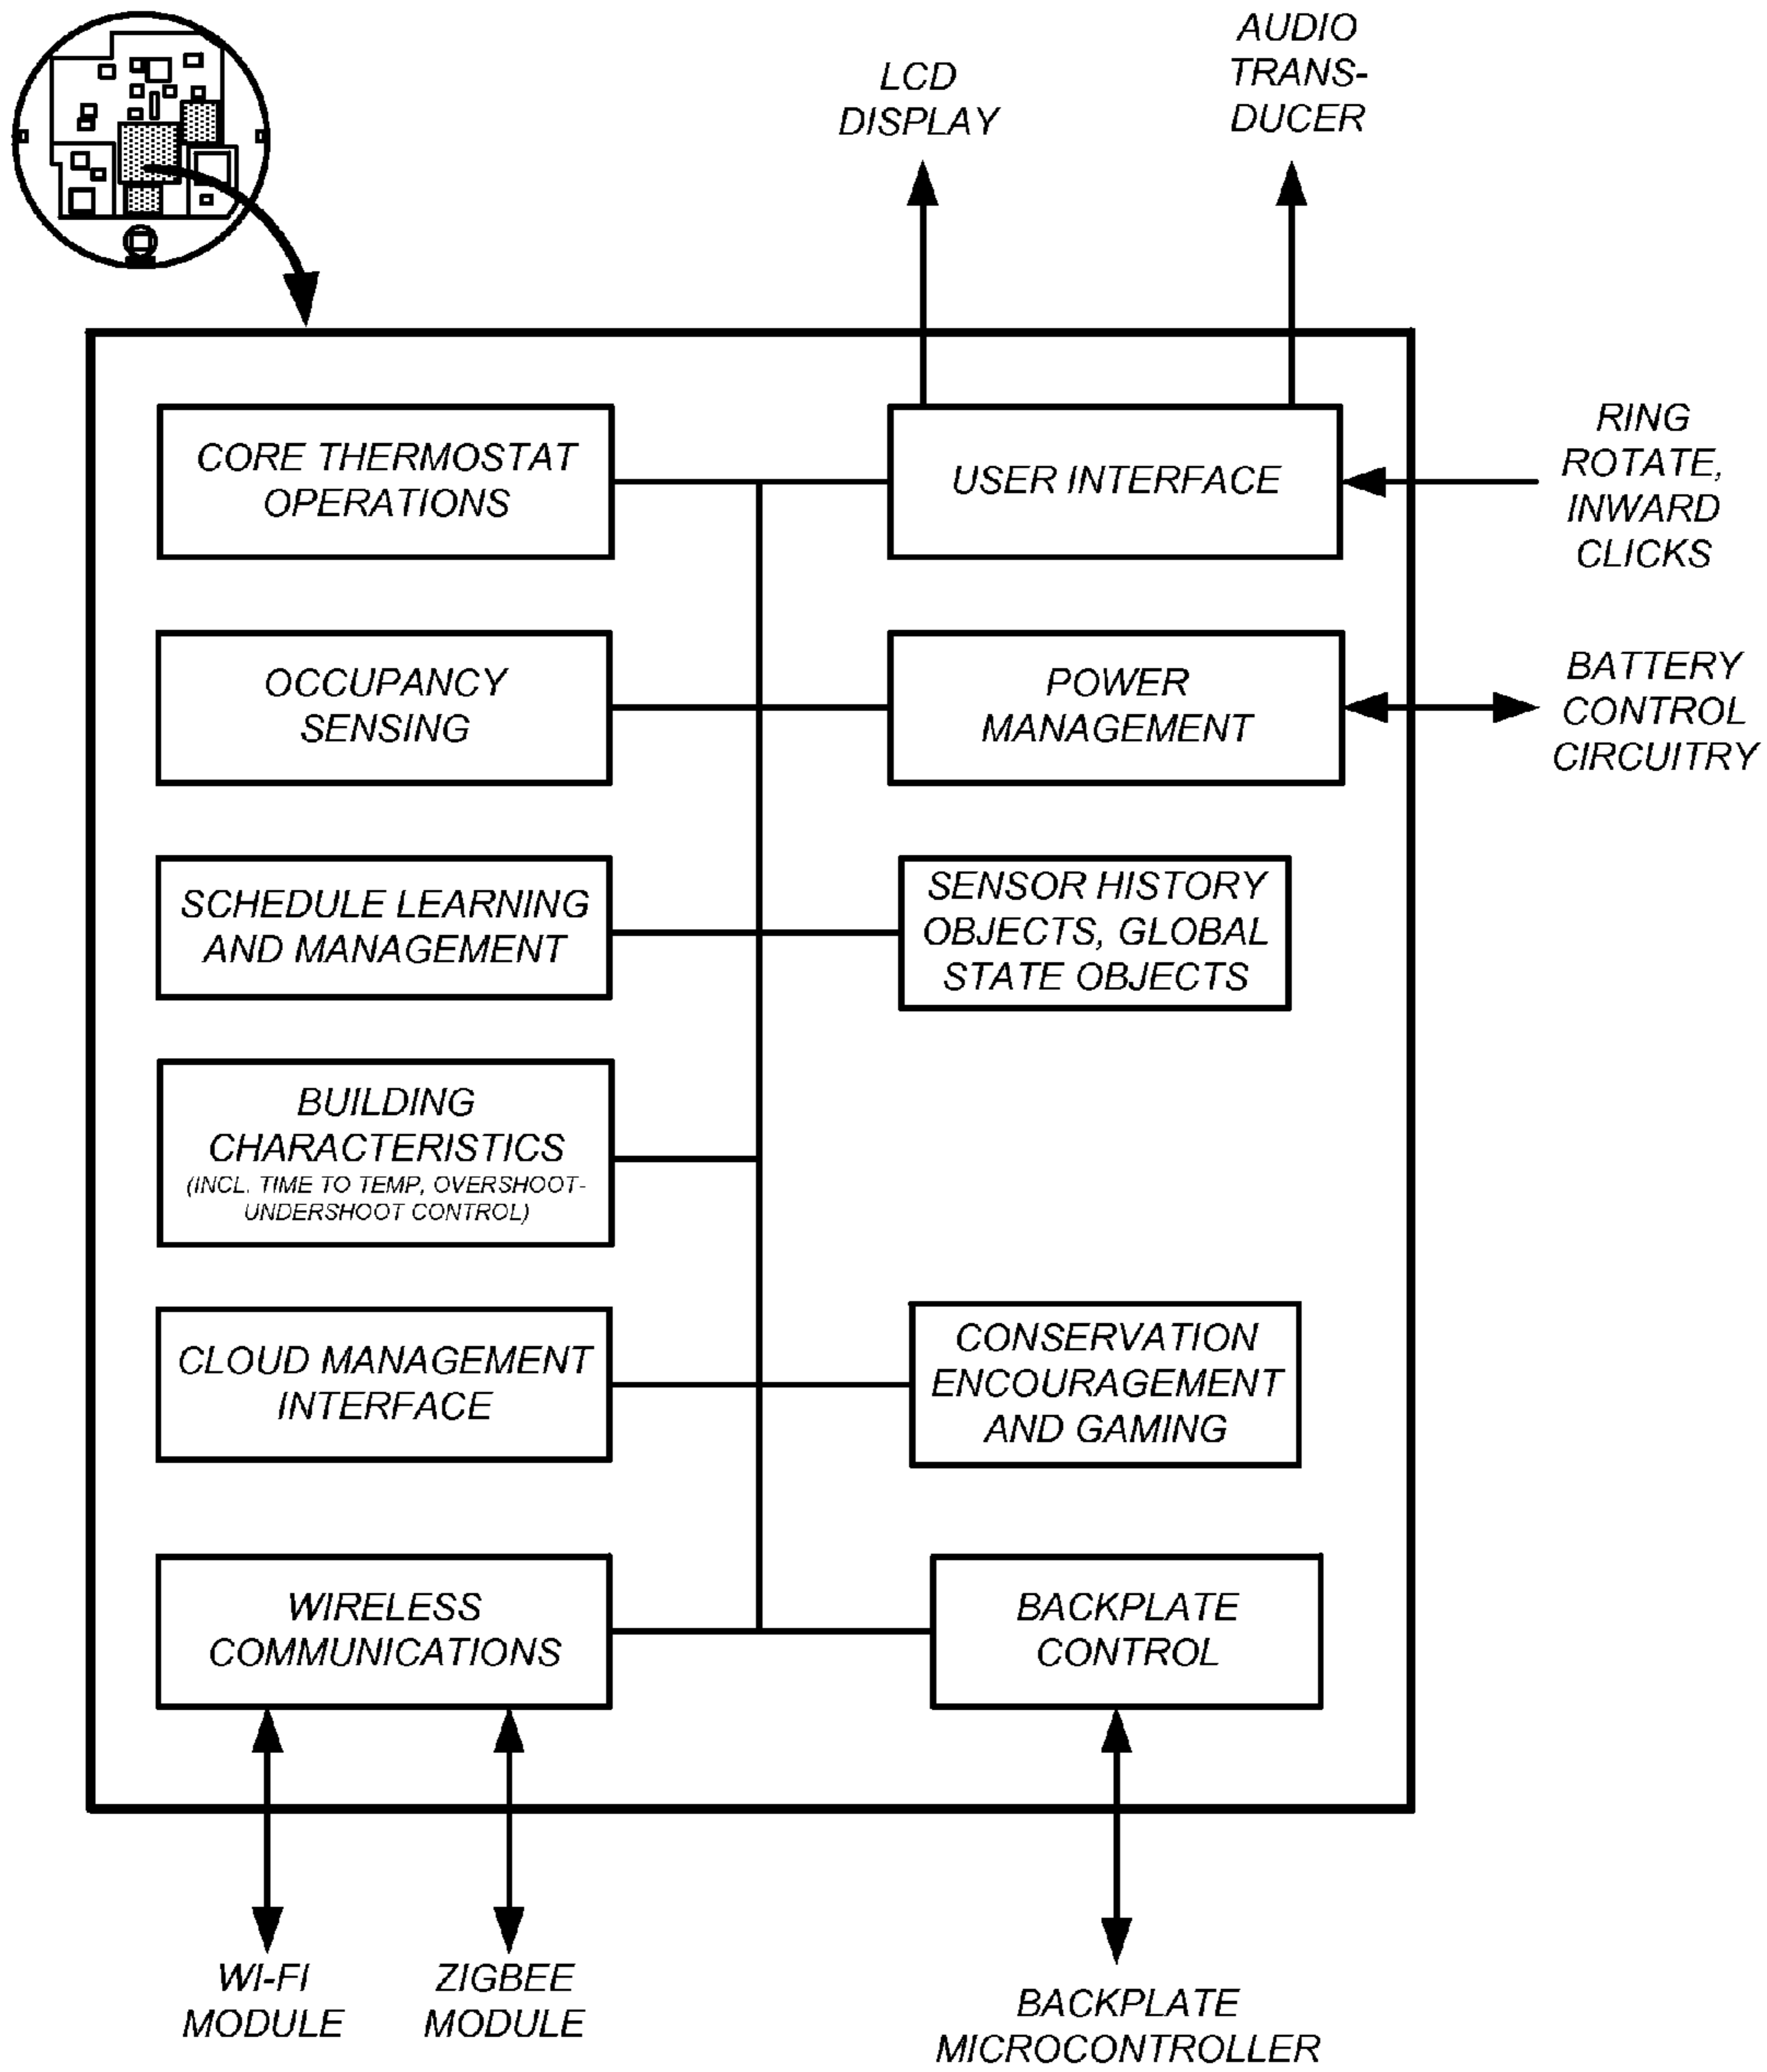 LCD
DISPLAY
AUDIO
TRANS-
DUCER
CORE THERMOSTAT
OPERATIONS
USER INTERFACE
RING
ROTATE,
INWARD
CLICKS
OCCUPANCY
SENSING
POWER
MANAGEMENT
BATTERY
CONTROL
CIRCUITRY
SCHEDULE LEARNING
AND MANAGEMENT
SENSOR HISTORY
OBJECTS, GLOBAL
STATE OBJECTS
BUILDING
CHARACTERISTICS
(INCL. TIME TO TEMP, OVERSHOOT-
UNDERSHOOT CONTROL)
CLOUD MANAGEMENT
INTERFACE
CONSERVATION
ENCOURAGEMENT
AND GAMING
WIRELESS
COMMUNICATIONS
BACKPLATE
CONTROL
WI-FI
MODULE
ZIGBEE
MODULE
BACKPLATE
MICROCONTROLLER